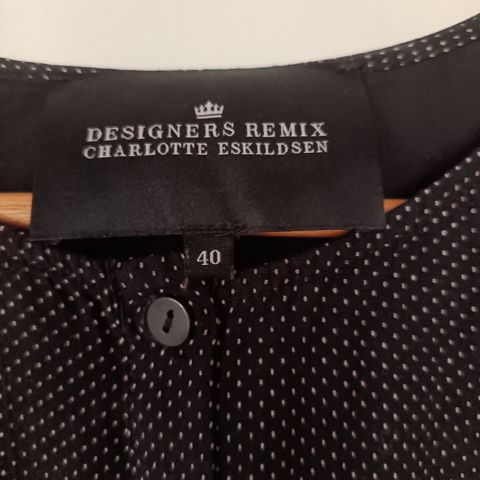 DESIGNERS REMIX
CHARLOTTE ESKILDSEN
40